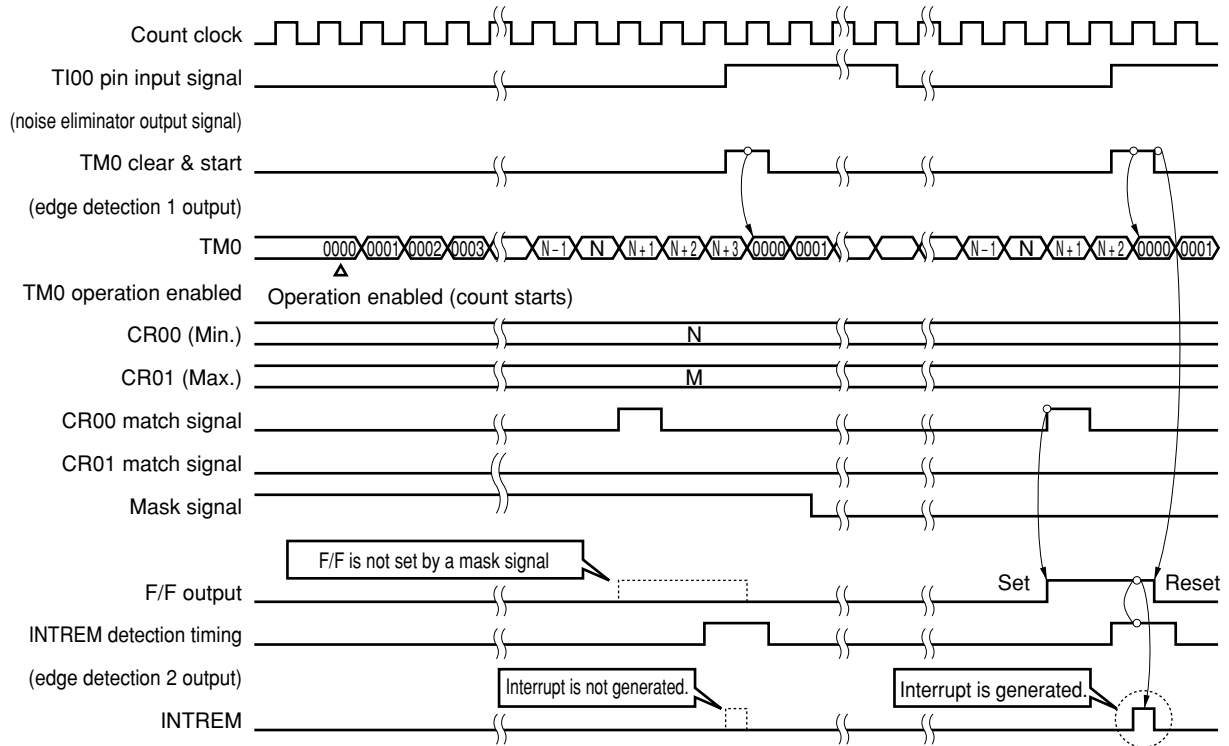 Count clock
TI00 pin input signal
(noise eliminator output signal)
TM0 clear & start
(edge detection 1 output)
TM0 0000 0001 0002 0003 N−1 N N+1 N+2 N+3 0000 0001 N−1 N N+1 N+2 0000 0001
TM0 operation enabled Operation enabled (count starts)
CR00 (Min.) N
CR01 (Max.) M
CR00 match signal
CR01 match signal
Mask signal
F/F is not set by a mask signal
F/F output Set Reset
INTREM detection timing
(edge detection 2 output)
Interrupt is not generated. Interrupt is generated.
INTREM